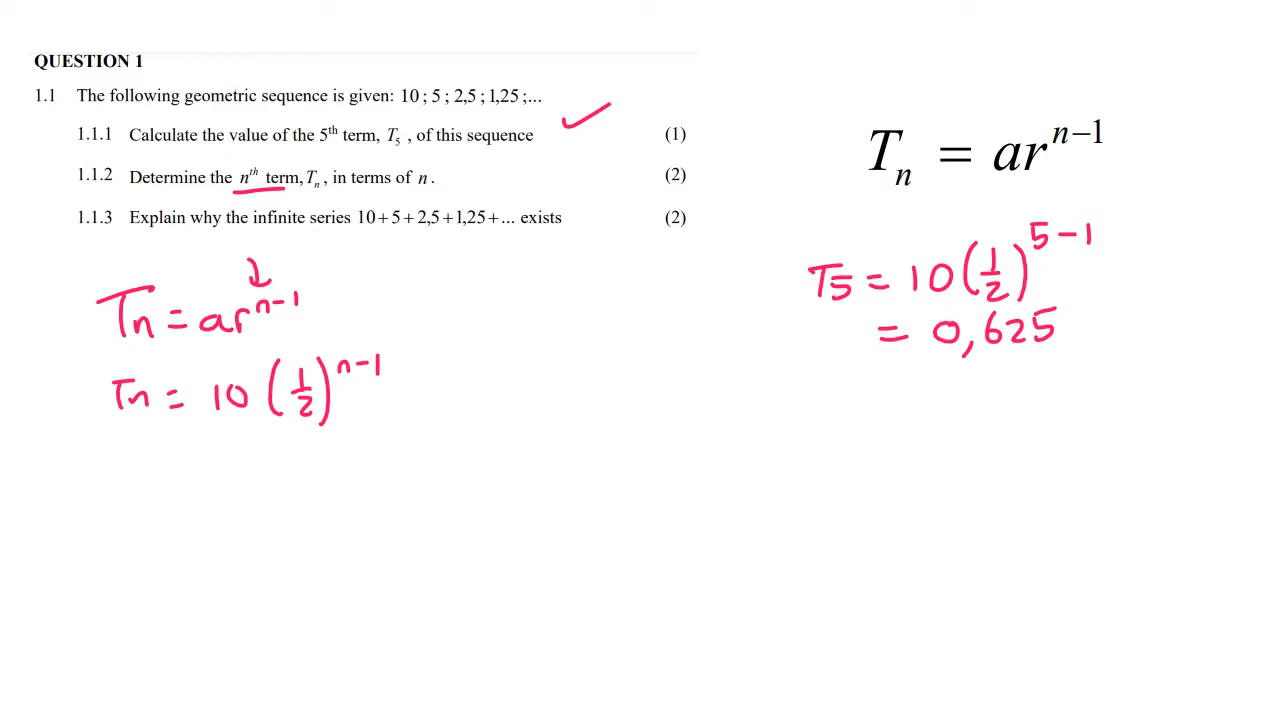 QUESTION 1
1.1 The following geometric sequence is given: 10 ; 5 ; 2,5 ; 1,25 ;...
1.1.1 Calculate the value of the 5th term, T₅ , of this sequence (1)
1.1.2 Determine the nᵗʰ term, Tₙ , in terms of n . (2)
1.1.3 Explain why the infinite series 10 + 5 + 2,5 + 1,25 + ... exists (2)
Tₙ = arⁿ⁻¹
Tn = 10(1/2)ⁿ⁻¹
Tₙ = arⁿ⁻¹
T5 = 10(1/2)⁵⁻¹
= 0,625